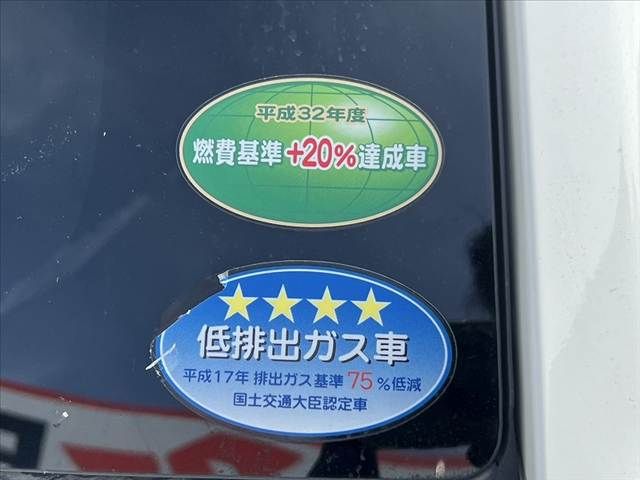 平成32年度
燃費基準+20%達成車
★★★★
低排出ガス車
平成17年 排出ガス基準 75%低減
国土交通大臣認定車